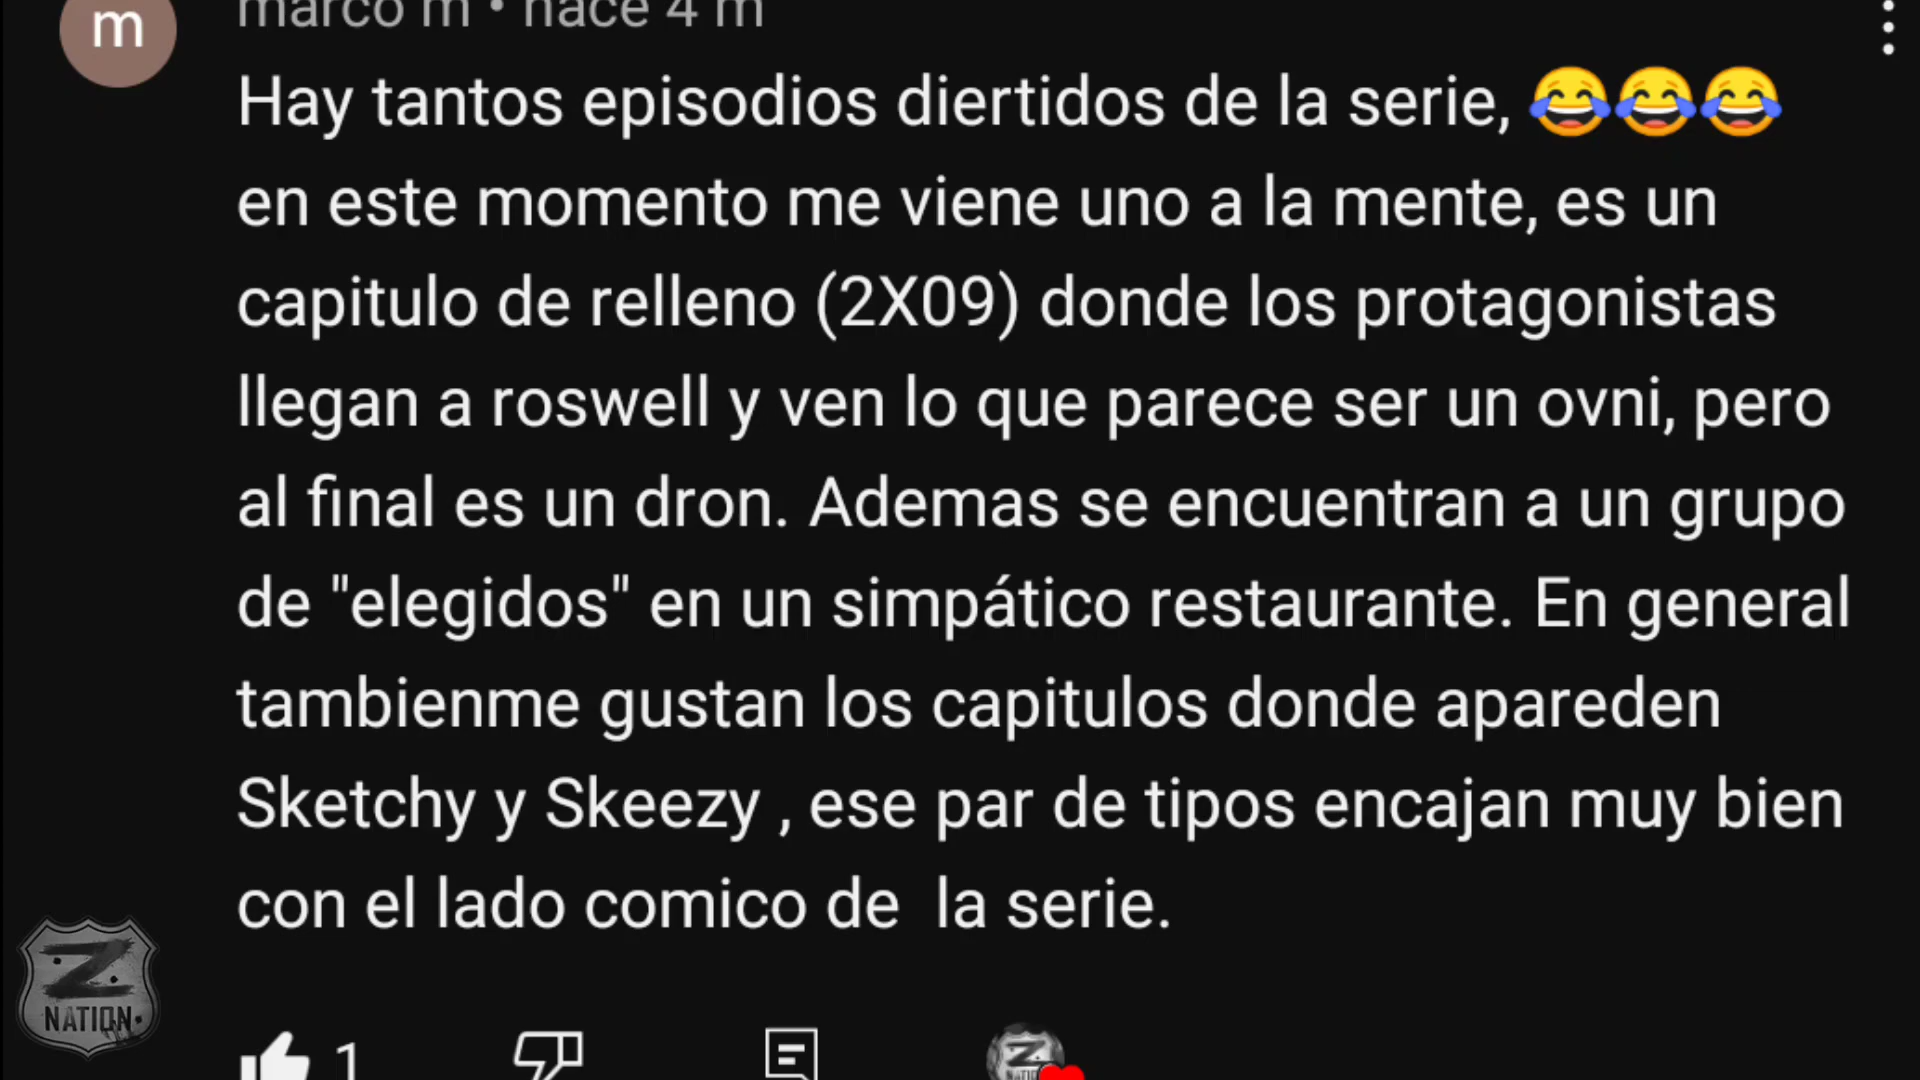 m
marco m • hace 4 m
Hay tantos episodios diertidos de la serie, 😂😂😂
en este momento me viene uno a la mente, es un
capitulo de relleno (2X09) donde los protagonistas
llegan a roswell y ven lo que parece ser un ovni, pero
al final es un dron. Ademas se encuentran a un grupo
de "elegidos" en un simpático restaurante. En general
tambienme gustan los capitulos donde apareden
Sketchy y Skeezy , ese par de tipos encajan muy bien
con el lado comico de  la serie.
Z
NATION
1
Z